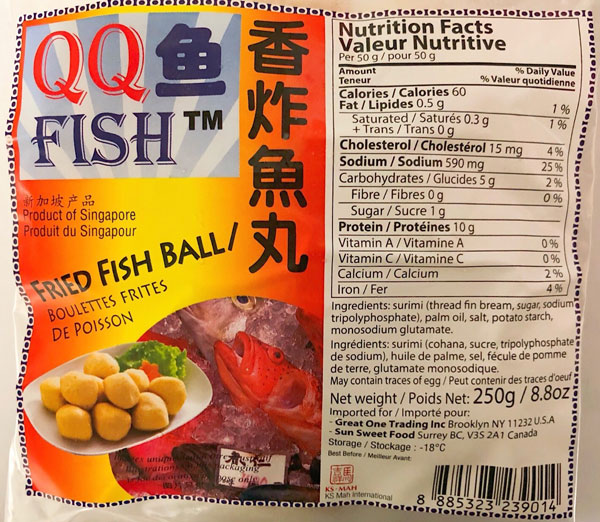 QQ鱼
FISH™
香炸魚丸
新加坡产品
Product of Singapore
Produit du Singapour
FRIED FISH BALL/
BOULETTES FRITES
DE POISSON
Nutrition Facts
Valeur Nutritive
Per 50 g / pour 50 g
Amount % Daily Value
Teneur % Valeur quotidienne
Calories / Calories 60
Fat / Lipides 0.5 g 1 %
Saturated / Saturés 0.3 g 1 %
+ Trans / Trans 0 g
Cholesterol / Cholestérol 15 mg 4 %
Sodium / Sodium 590 mg 25 %
Carbohydrates / Glucides 5 g 2 %
Fibre / Fibres 0 g 0 %
Sugar / Sucre 1 g
Protein / Protéines 10 g
Vitamin A / Vitamine A 0 %
Vitamin C / Vitamine C 0 %
Calcium / Calcium 2 %
Iron / Fer 4 %
Ingredients: surimi (thread fin bream, sugar, sodium
tripolyphosphate), palm oil, salt, potato starch,
monosodium glutamate.
Ingrédients: surimi (cohana, sucre, tripolyphosphate
de sodium), huile de palme, sel, fécule de pomme
de terre, glutamate monosodique.
May contain traces of egg / Peut contenir des traces d'oeuf
Net weight / Poids Net: 250g / 8.8oz
Imported for / Importé pour:
- Great One Trading Inc Brooklyn NY 11232 U.S.A
- Sun Sweet Food Surrey BC, V3S 2A1 Canada
Storage / Stockage : -18°C
Best Before / Meilleur Avant:
KS·MAH
KS Mah International
8 885323 239014